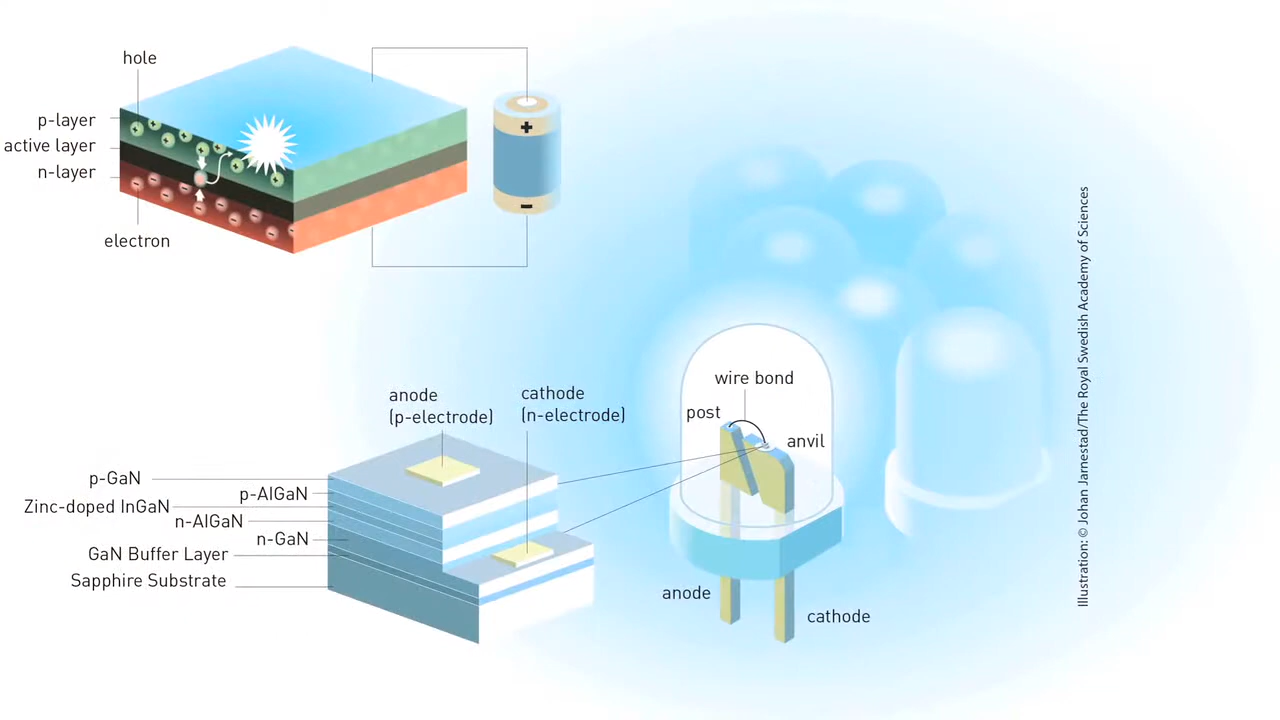 hole
p-layer
active layer
n-layer
electron
+
−
anode
(p-electrode)
cathode
(n-electrode)
p-GaN
p-AlGaN
Zinc-doped InGaN
n-AlGaN
n-GaN
GaN Buffer Layer
Sapphire Substrate
wire bond
post
anvil
anode
cathode
Illustration: © Johan Jarnestad/The Royal Swedish Academy of Sciences